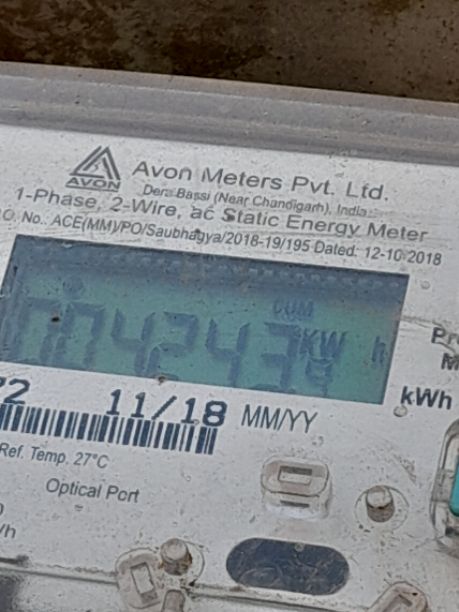 AVON
Avon Meters Pvt. Ltd.
Dera Bassi (Near Chandigarh), India.
1-Phase, 2-Wire, ac Static Energy Meter
P.O. No. ACE(MM)/PO/Saubhagya/2018-19/195 Dated: 12-10-2018
CUM
KW h
kWh
11/18 MM/YY
Ref. Temp. 27°C
Optical Port